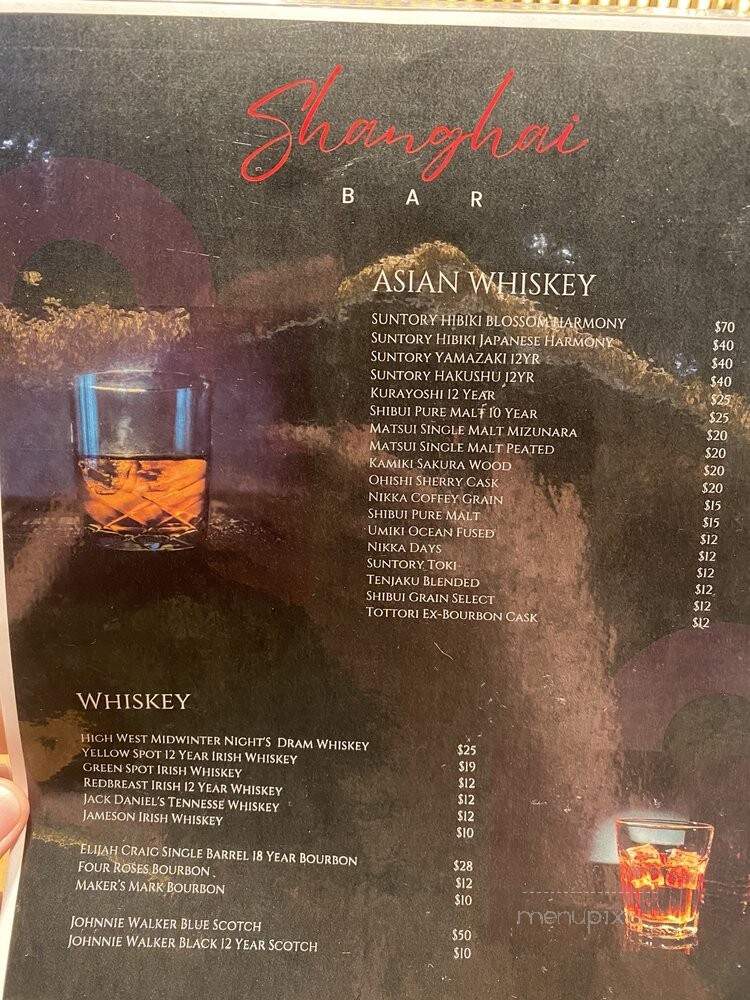 Shanghai
BAR
ASIAN WHISKEY
SUNTORY HIBIKI BLOSSOM HARMONY $70
SUNTORY HIBIKI JAPANESE HARMONY $40
SUNTORY YAMAZAKI 12YR $40
SUNTORY HAKUSHU 12YR $40
KURAYOSHI 12 YEAR $25
SHIBUI PURE MALT 10 YEAR $25
MATSUI SINGLE MALT MIZUNARA $20
MATSUI SINGLE MALT PEATED $20
KAMIKI SAKURA WOOD $20
OHISHI SHERRY CASK $20
NIKKA COFFEY GRAIN $15
SHIBUI PURE MALT $15
UMIKI OCEAN FUSED $12
NIKKA DAYS $12
SUNTORY TOKI $12
TENJAKU BLENDED $12
SHIBUI GRAIN SELECT $12
TOTTORI EX-BOURBON CASK $12
WHISKEY
HIGH WEST MIDWINTER NIGHT'S DRAM WHISKEY $25
YELLOW SPOT 12 YEAR IRISH WHISKEY $19
GREEN SPOT IRISH WHISKEY $12
REDBREAST IRISH 12 YEAR WHISKEY $12
JACK DANIEL'S TENNESSE WHISKEY $12
JAMESON IRISH WHISKEY $10
ELIJAH CRAIG SINGLE BARREL 18 YEAR BOURBON $28
FOUR ROSES BOURBON $12
MAKER'S MARK BOURBON $10
JOHNNIE WALKER BLUE SCOTCH $50
JOHNNIE WALKER BLACK 12 YEAR SCOTCH $10
menupix